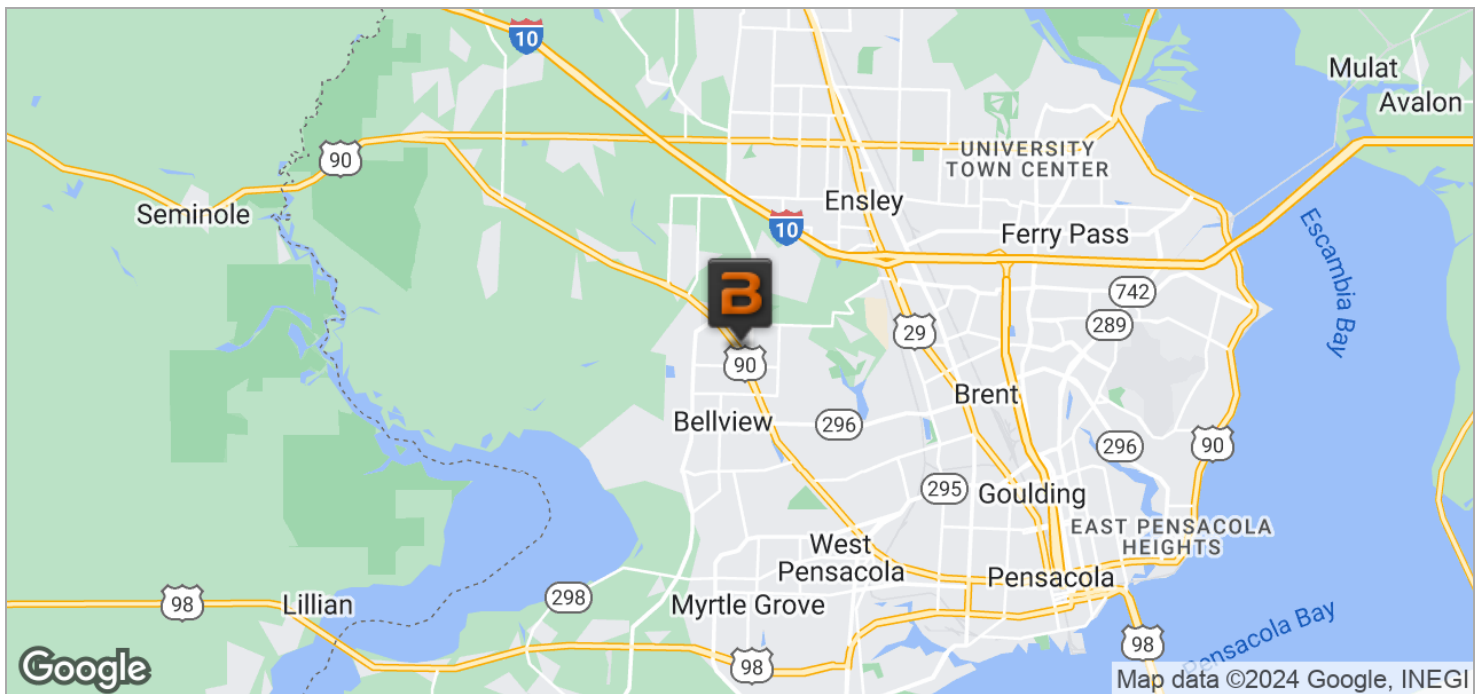 10
Mulat
Avalon
90
UNIVERSITY
TOWN CENTER
Seminole
Ensley
10
Ferry Pass
Escambia Bay
B
742
289
29
90
Brent
Bellview
296
296
90
295
Goulding
EAST PENSACOLA
HEIGHTS
West
Pensacola
Pensacola
98
Lillian
298
Myrtle Grove
Pensacola Bay
98
98
Google
Map data ©2024 Google, INEGI